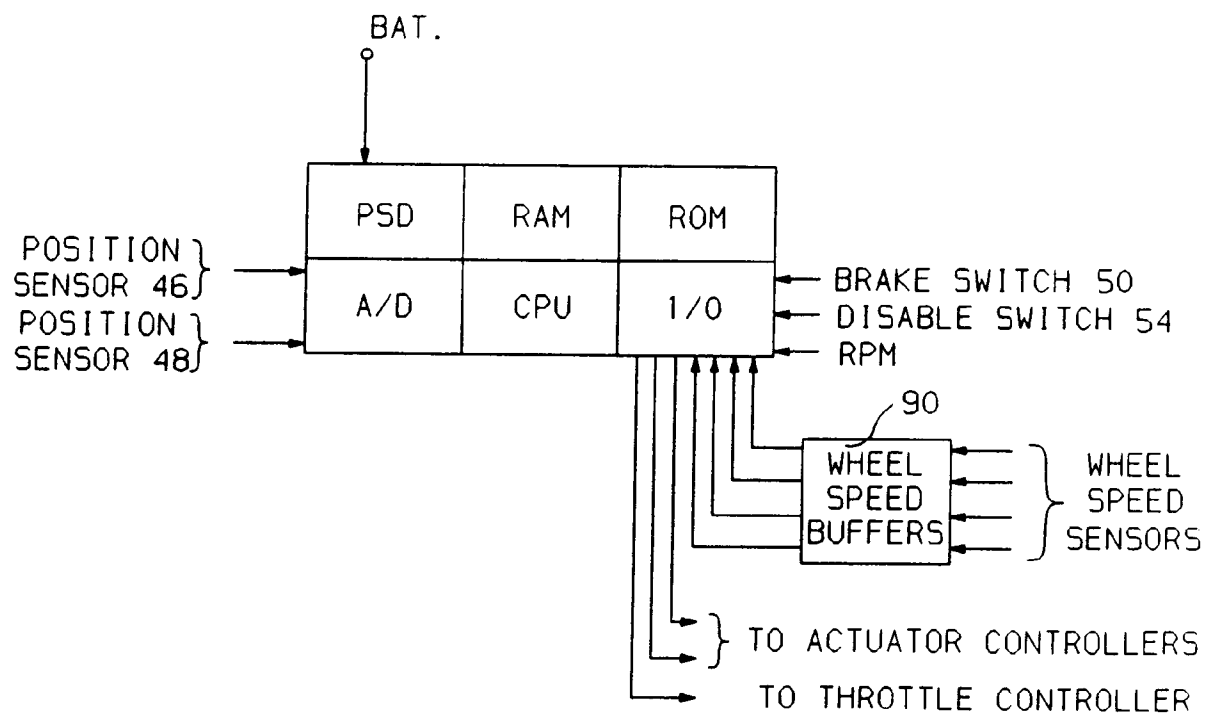 BAT.
PSD RAM ROM
POSITION
SENSOR 46
A/D CPU 1/O
POSITION
SENSOR 48
BRAKE SWITCH 50
DISABLE SWITCH 54
RPM
90
WHEEL
SPEED
BUFFERS
WHEEL
SPEED
SENSORS
TO ACTUATOR CONTROLLERS
TO THROTTLE CONTROLLER